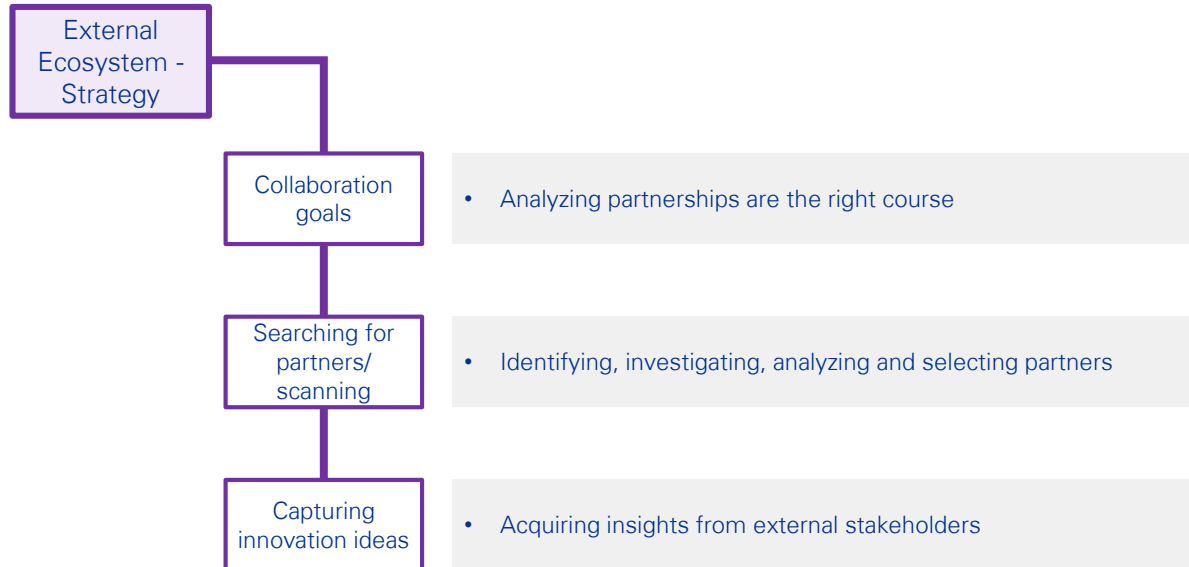 External
Ecosystem -
Strategy
Collaboration
goals
• Analyzing partnerships are the right course
Searching for
partners/
scanning
• Identifying, investigating, analyzing and selecting partners
Capturing
innovation ideas
• Acquiring insights from external stakeholders